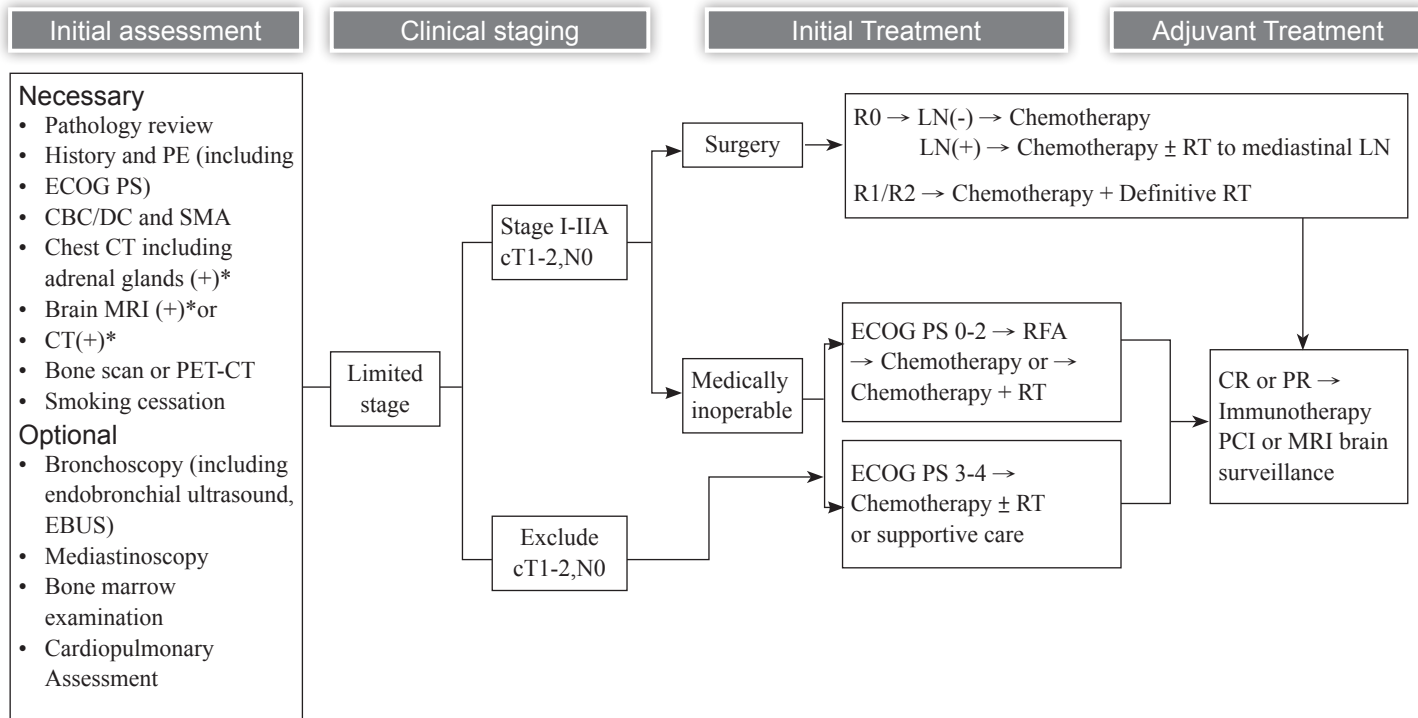 Initial assessment
Clinical staging
Initial Treatment
Adjuvant Treatment
Necessary
• Pathology review
• History and PE (including
• ECOG PS)
• CBC/DC and SMA
• Chest CT including
adrenal glands (+)*
• Brain MRI (+)*or
• CT(+)*
• Bone scan or PET-CT
• Smoking cessation
Optional
• Bronchoscopy (including
endobronchial ultrasound,
EBUS)
• Mediastinoscopy
• Bone marrow
examination
• Cardiopulmonary
Assessment
Limited
stage
Stage I-IIA
cT1-2,N0
Exclude
cT1-2,N0
Surgery
Medically
inoperable
R0 → LN(-) → Chemotherapy
LN(+) → Chemotherapy ± RT to mediastinal LN
R1/R2 → Chemotherapy + Definitive RT
ECOG PS 0-2 → RFA
→ Chemotherapy or →
Chemotherapy + RT
ECOG PS 3-4 →
Chemotherapy ± RT
or supportive care
CR or PR →
Immunotherapy
PCI or MRI brain
surveillance